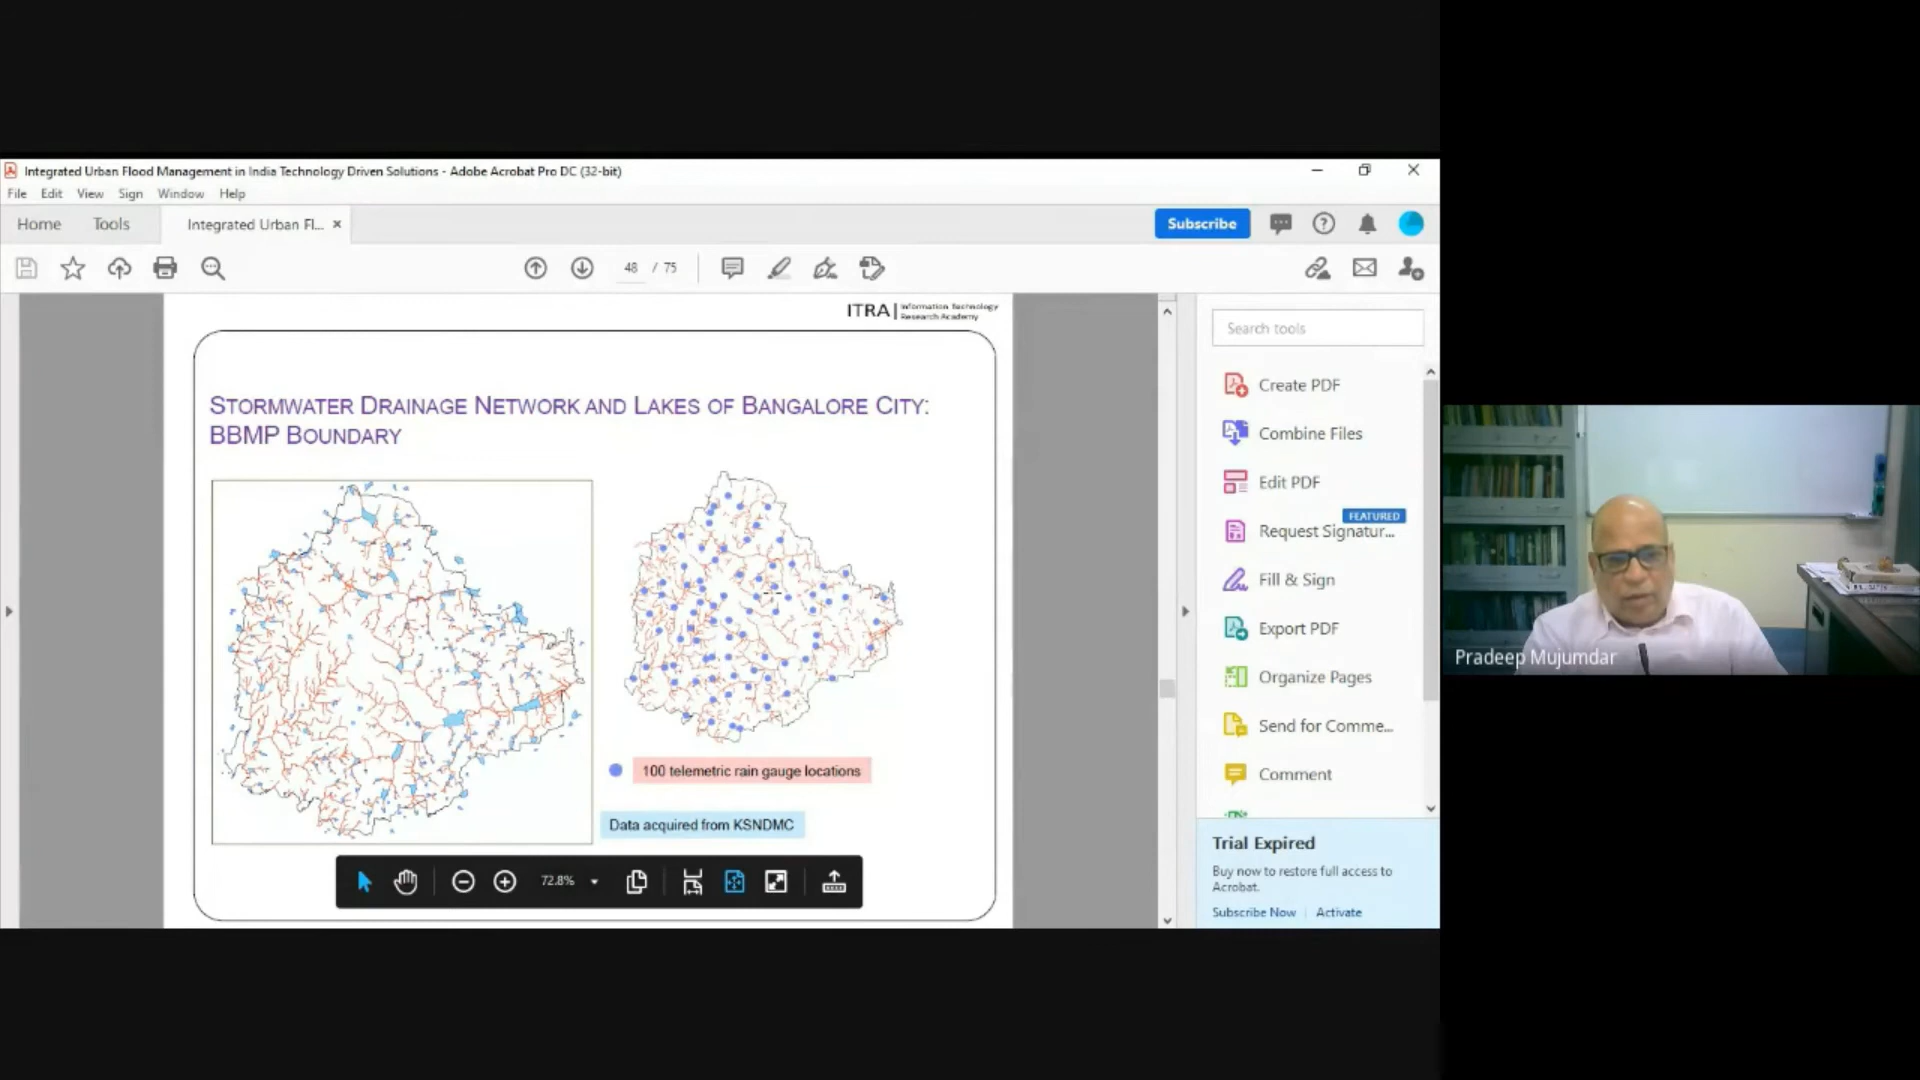 Integrated Urban Flood Management in India Technology Driven Solutions - Adobe Acrobat Pro DC (32-bit)
File Edit View Sign Window Help
Home Tools Integrated Urban Fl... ×
Subscribe
48 / 75
ITRA | Information Technology
Research Academy
STORMWATER DRAINAGE NETWORK AND LAKES OF BANGALORE CITY:
BBMP BOUNDARY
100 telemetric rain gauge locations
Data acquired from KSNDMC
72.8%
Search tools
Create PDF
Combine Files
Edit PDF
FEATURED
Request Signatur...
Fill & Sign
Export PDF
Organize Pages
Send for Comme...
Comment
Trial Expired
Buy now to restore full access to
Acrobat.
Subscribe Now | Activate
Pradeep Mujumdar